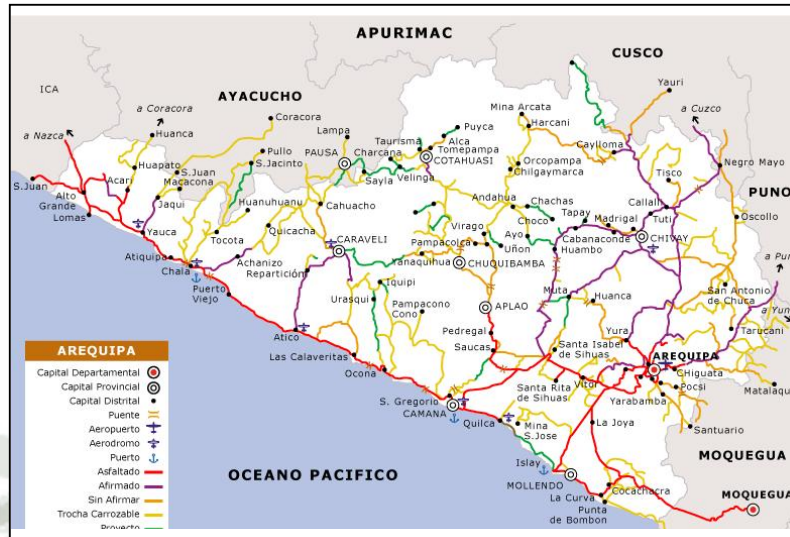 APURIMAC
CUSCO
ICA
AYACUCHO
a Coracora
a Nazca
Huanca
Coracora
Lampa
Pullo
PAUSA
S.Jacinto
Charcana
Taurisma
Puyca
Alca
Tomepampa
COTAHUASI
Mina Arcata
Harcani
Yauri
a Cuzco
Caylloma
Negro Mayo
S.Juan
Huapato
Acari
S.Juan
Macacona
Sayla
Velinga
Orcopampa
Chilgaymarca
Tisco
PUNO
Alto
Grande
Lomas
Jaqui
Huanuhuanu
Cahuacho
Andahua
Chachas
Choco
Tapay
Madrigal
Callalli
Tuti
Oscollo
Yauca
Tocota
Quicacha
CARAVELI
Virago
Pampacolca
Ayo
Uñon
Cabanaconde
Huambo
CHIVAY
Atiquipa
Chala
Achanizo
Repartición
Yanaquihua
CHUQUIBAMBA
Puerto
Viejo
Iquipi
Urasqui
Pampacono
Cono
APLAO
Muta
Huanca
San Antonio
de Chuca
Atico
Pedregal
Saucas
Yura
Tarucani
Las Calaveritas
Santa Isabel
de Sihuas
AREQUIPA
CHiguata
Ocona
Santa Rita
de Sihuas
Vitor
Pocsi
Yarabamba
S. Gregorio
CAMANA
Quilca
Mina
S.Jose
La Joya
Santuario
OCEANO PACIFICO
Islay
MOLLENDO
La Curva
Cocachacra
Punta
de Bombon
MOQUEGUA
MOQUEGUA
AREQUIPA
Capital Departamental
Capital Provincial
Capital Distrital
Puente
Aeropuerto
Aerodromo
Puerto
Asfaltado
Afirmado
Sin Afirmar
Trocha Carrozable